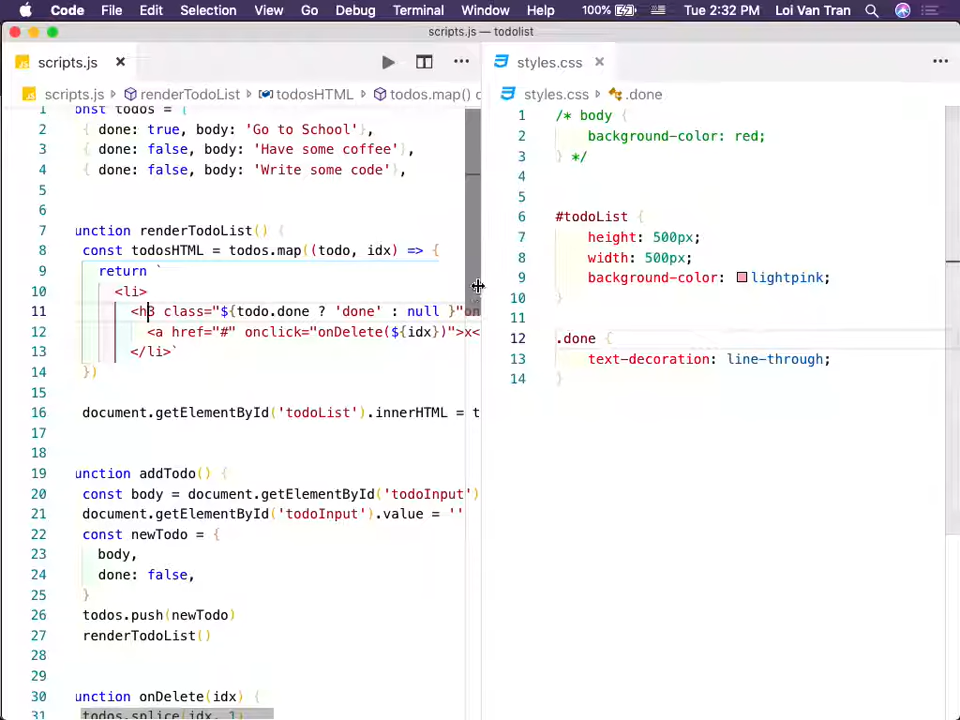 Code File Edit Selection View Go Debug Terminal Window Help 100% Tue 2:32 PM Loi Van Tran
scripts.js — todolist
scripts.js
scripts.js renderTodoList todosHTML todos.map()
1 onst todos = [
2 { done: true, body: 'Go to School'},
3 { done: false, body: 'Have some coffee'},
4 { done: false, body: 'Write some code'},
5
6
7 unction renderTodoList() {
8 const todosHTML = todos.map((todo, idx) => {
9 return `
10 <li>
11 <h3 class="${todo.done ? 'done' : null }"on
12 <a href="#" onclick="onDelete(${idx})">x<
13 </li>`
14 })
15
16 document.getElementById('todoList').innerHTML = t
17
18
19 unction addTodo() {
20 const body = document.getElementById('todoInput')
21 document.getElementById('todoInput').value = ''
22 const newTodo = {
23 body,
24 done: false,
25 }
26 todos.push(newTodo)
27 renderTodoList()
28
29
30 unction onDelete(idx) {
31 todos.splice(idx, 1)
styles.css
styles.css .done
1 /* body {
2 background-color: red;
3 } */
4
5
6 #todoList {
7 height: 500px;
8 width: 500px;
9 background-color: lightpink;
10 }
11
12 .done {
13 text-decoration: line-through;
14 }